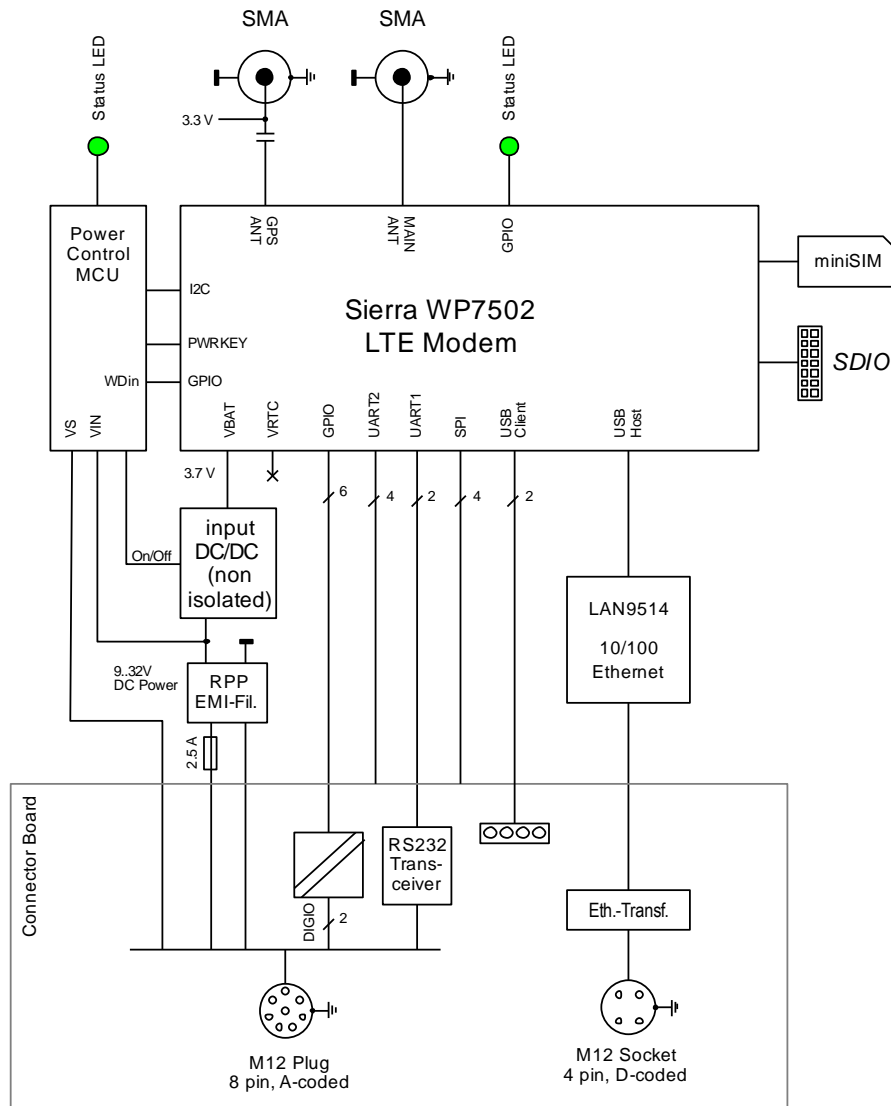 SMA
SMA
Status LED
Status LED
3.3 V
Power
Control
MCU
GPS
ANT
MAIN
ANT
GPIO
miniSIM
I2C
Sierra WP7502
LTE Modem
PWRKEY
SDIO
WDin
GPIO
VS
VIN
VBAT
VRTC
GPIO
UART2
UART1
SPI
USB
Client
USB
Host
3.7 V
6
4
2
4
2
input
DC/DC
(non
isolated)
On/Off
LAN9514
10/100
Ethernet
9..32V
DC Power
RPP
EMI-Fil.
2.5 A
Connector Board
RS232
Trans-
ceiver
DIGIO
2
Eth.-Transf.
M12 Plug
8 pin, A-coded
M12 Socket
4 pin, D-coded